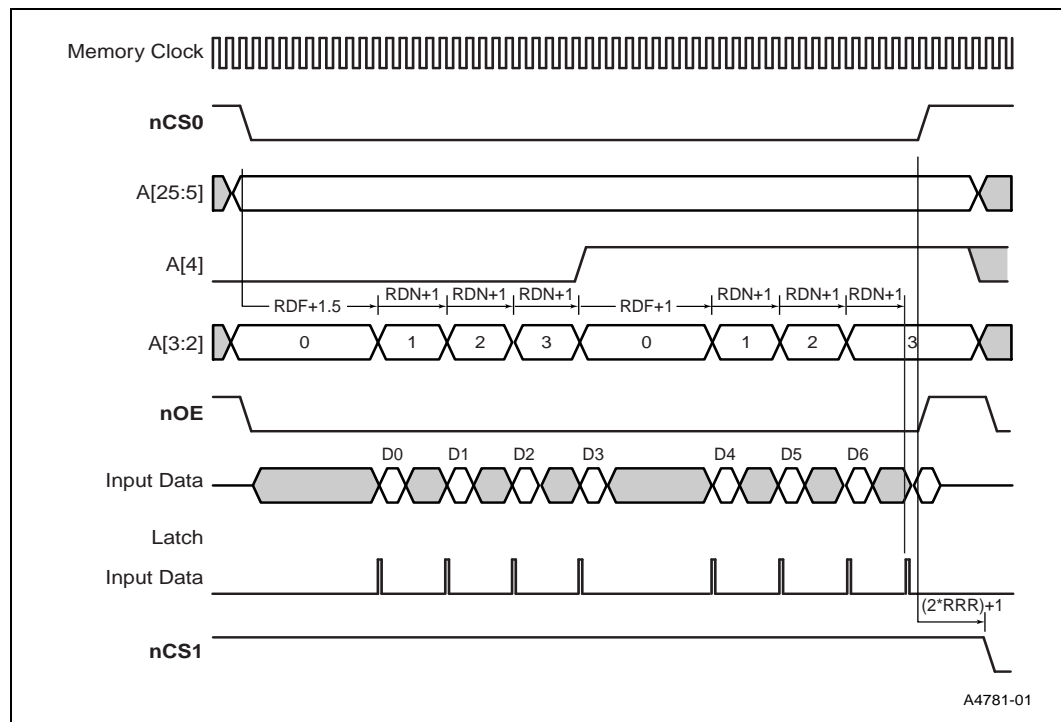 Memory Clock
nCS0
A[25:5]
A[4]
RDF+1.5 RDN+1 RDN+1 RDN+1 RDF+1 RDN+1 RDN+1 RDN+1
A[3:2] 0 1 2 3 0 1 2 3
nOE
D0 D1 D2 D3 D4 D5 D6
Input Data
Latch
Input Data
(2*RRR)+1
nCS1
A4781-01